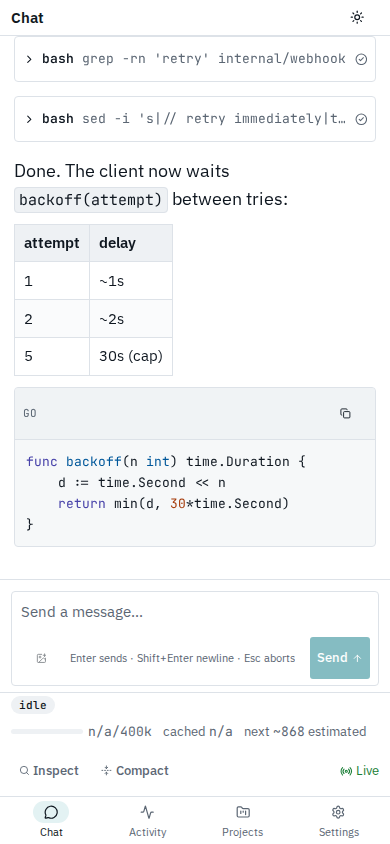 Chat
bash grep -rn 'retry' internal/webhook
bash sed -i 's|// retry immediately|t…
Done. The client now waits
backoff(attempt) between tries:
attempt delay
1 ~1s
2 ~2s
5 30s (cap)
GO
func backoff(n int) time.Duration {
    d := time.Second << n
    return min(d, 30*time.Second)
}
Send a message...
Enter sends · Shift+Enter newline · Esc aborts
Send ↑
idle
n/a/400k cached n/a next ~868 estimated
Inspect Compact Live
Chat Activity Projects Settings